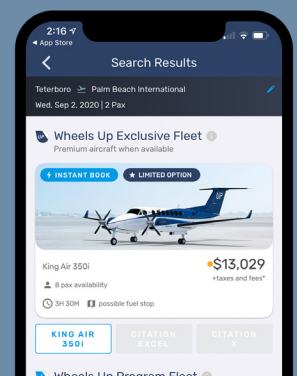 2:16
App Store
Search Results
Teterboro Palm Beach International
Wed, Sep 2, 2020 | 2 Pax
UP Wheels Up Exclusive Fleet
Premium aircraft when available
INSTANT BOOK LIMITED OPTION
King Air 350i
$13,029
+taxes and fees*
8 pax availability
3H 30M possible fuel stop
KING AIR 350i
CITATION EXCEL
CITATION X
Wheels Up Program Fleet